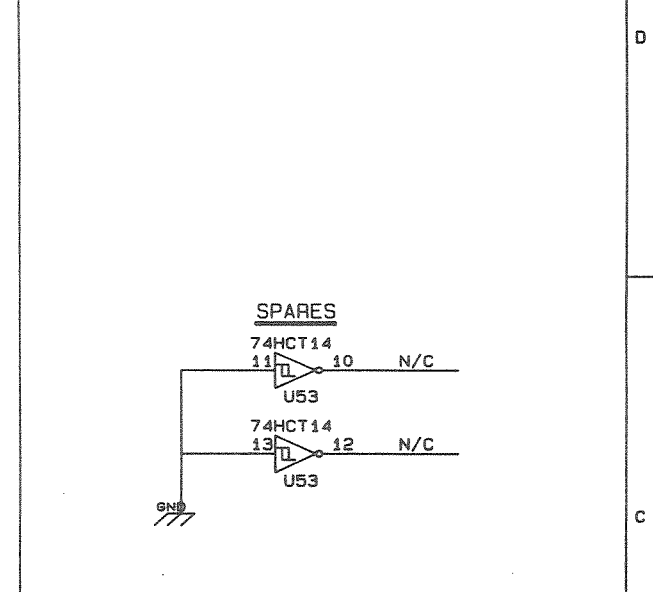 D
SPARES
74HCT14
11 10 N/C
U53
74HCT14
13 12 N/C
U53
GND
C